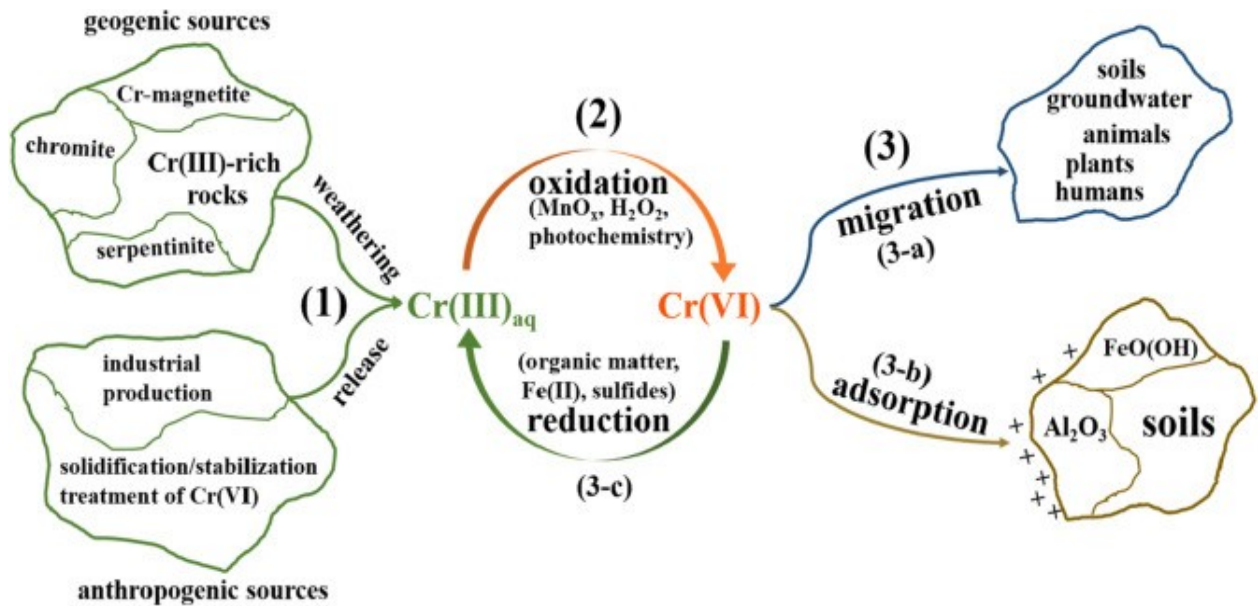 geogenic sources
Cr-magnetite
chromite
Cr(III)-rich
rocks
serpentinite
weathering
(1)
release
industrial
production
solidification/stabilization
treatment of Cr(VI)
anthropogenic sources
(2)
oxidation
(MnOₓ, H₂O₂,
photochemistry)
Cr(III)aq
Cr(VI)
(organic matter,
Fe(II), sulfides)
reduction
(3-c)
(3)
migration
(3-a)
soils
groundwater
animals
plants
humans
(3-b)
adsorption
FeO(OH)
Al₂O₃
soils
+
+
+
+
+
+
+
+